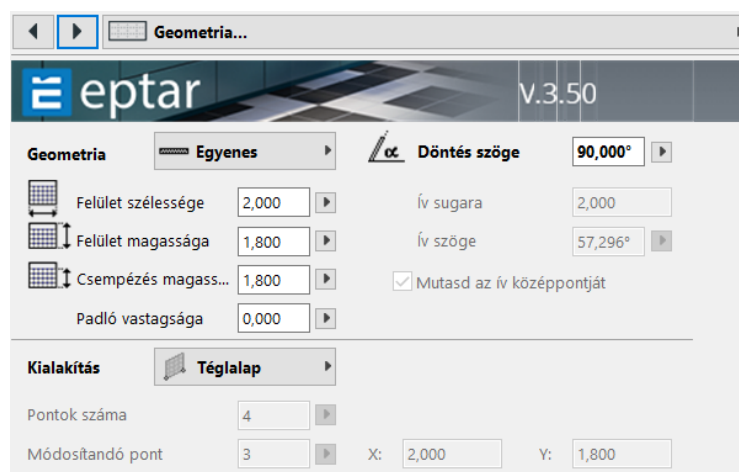 Geometria...
eptar V.3.50
Geometria Egyenes α Döntés szöge 90,000°
Felület szélessége 2,000 Ív sugara 2,000
Felület magassága 1,800 Ív szöge 57,296°
Csempézés magass... 1,800 Mutasd az ív középpontját
Padló vastagsága 0,000
Kialakítás Téglalap
Pontok száma 4
Módosítandó pont 3 X: 2,000 Y: 1,800